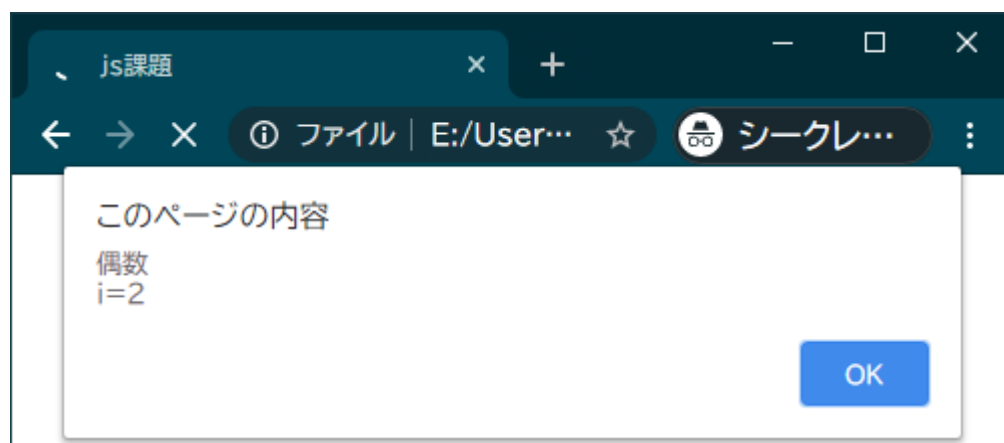 js課題
ファイル | E:/User… シークレ…
このページの内容
偶数
i=2
OK